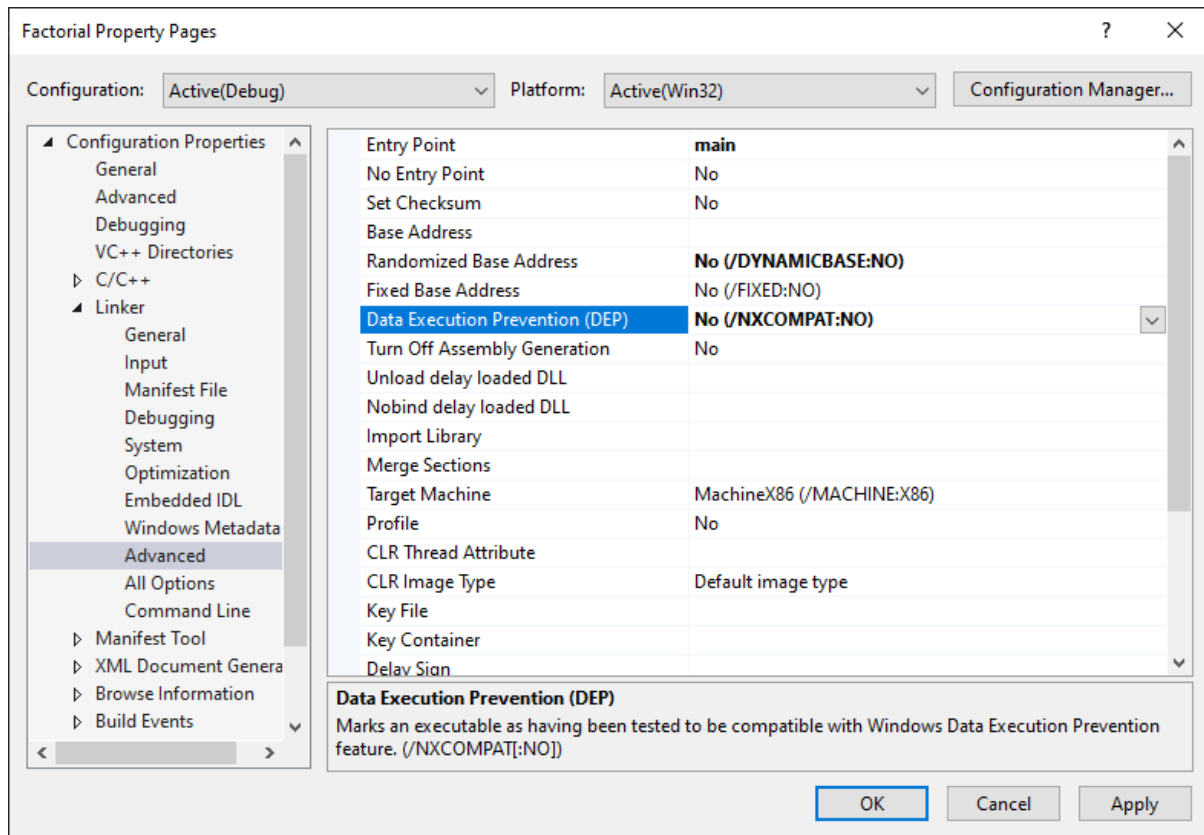 Factorial Property Pages ?
Configuration: Active(Debug) Platform: Active(Win32) Configuration Manager...
Configuration Properties
General
Advanced
Debugging
VC++ Directories
C/C++
Linker
General
Input
Manifest File
Debugging
System
Optimization
Embedded IDL
Windows Metadata
Advanced
All Options
Command Line
Manifest Tool
XML Document Genera
Browse Information
Build Events
Entry Point main
No Entry Point No
Set Checksum No
Base Address
Randomized Base Address No (/DYNAMICBASE:NO)
Fixed Base Address No (/FIXED:NO)
Data Execution Prevention (DEP) No (/NXCOMPAT:NO)
Turn Off Assembly Generation No
Unload delay loaded DLL
Nobind delay loaded DLL
Import Library
Merge Sections
Target Machine MachineX86 (/MACHINE:X86)
Profile No
CLR Thread Attribute
CLR Image Type Default image type
Key File
Key Container
Delay Sign
Data Execution Prevention (DEP)
Marks an executable as having been tested to be compatible with Windows Data Execution Prevention
feature. (/NXCOMPAT[:NO])
OK Cancel Apply